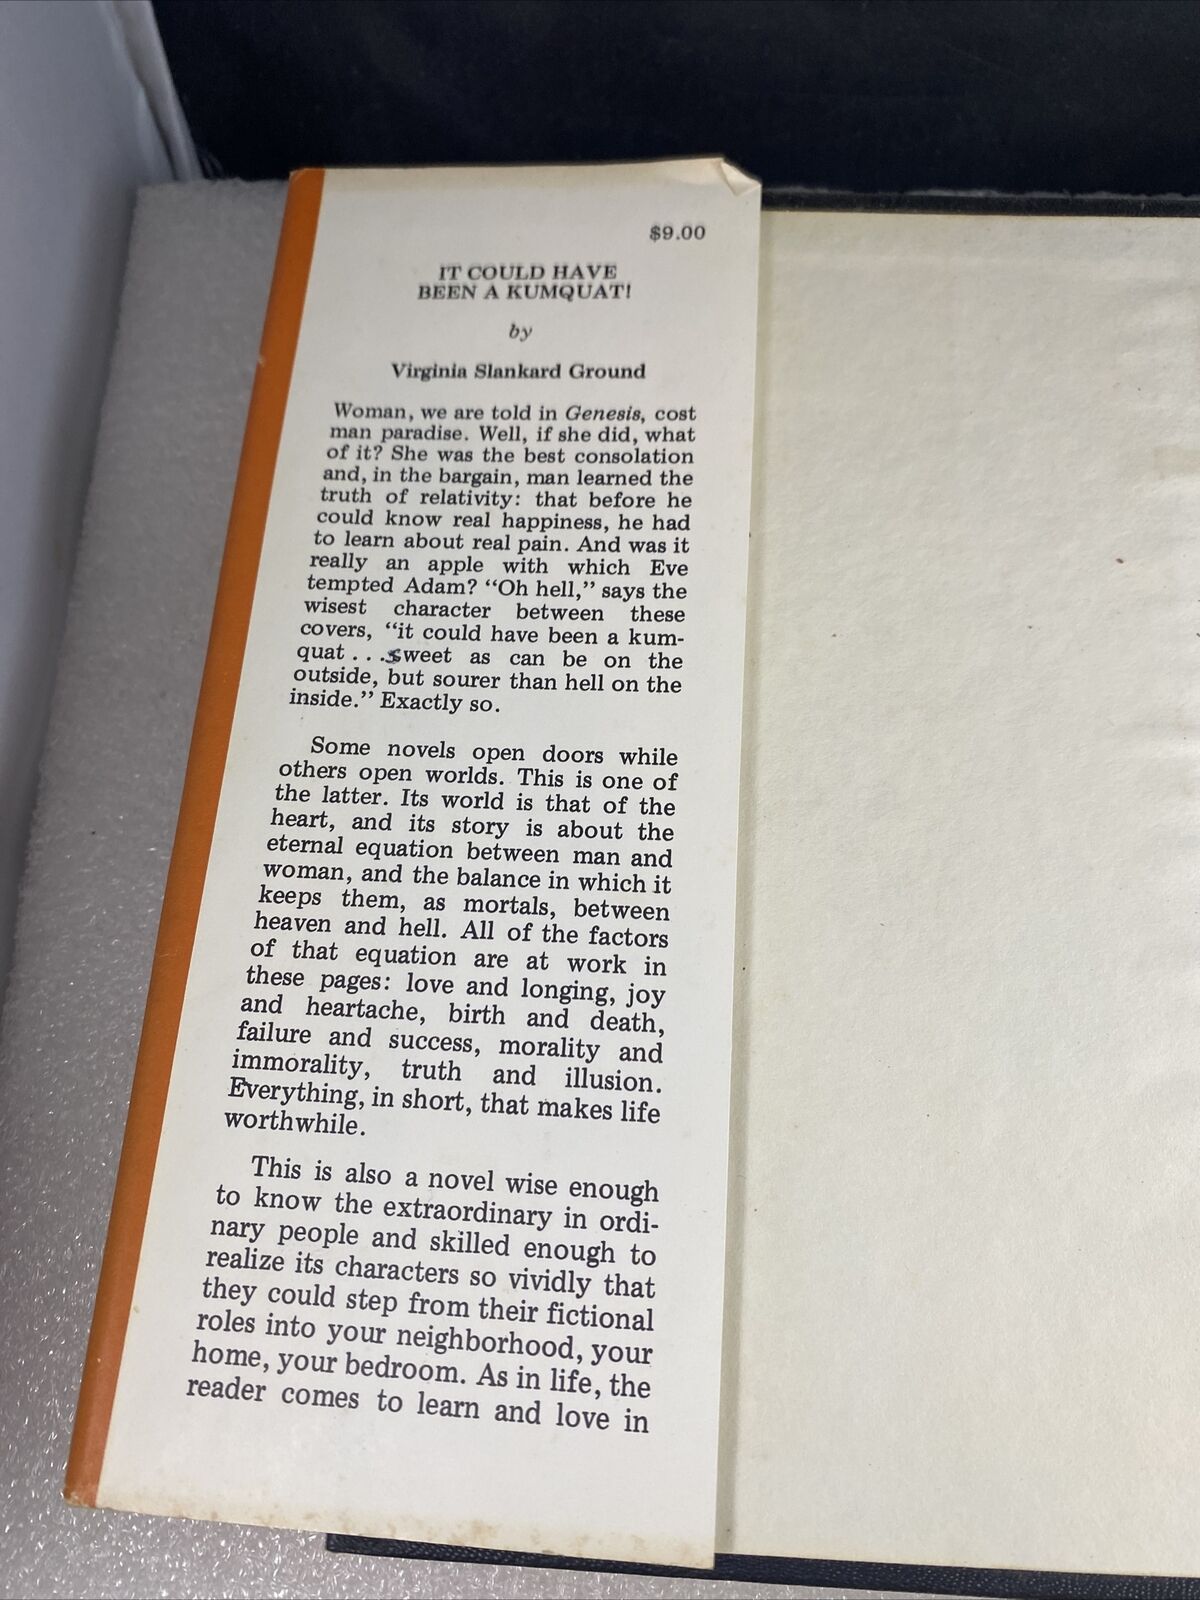 $9.00
IT COULD HAVE
BEEN A KUMQUAT!
by
Virginia Slankard Ground
Woman, we are told in Genesis, cost
man paradise. Well, if she did, what
of it? She was the best consolation
and, in the bargain, man learned the
truth of relativity: that before he
could know real happiness, he had
to learn about real pain. And was it
really an apple with which Eve
tempted Adam? “Oh hell,” says the
wisest character between these
covers, “it could have been a kum-
quat . . . sweet as can be on the
outside, but sourer than hell on the
inside.” Exactly so.
Some novels open doors while
others open worlds. This is one of
the latter. Its world is that of the
heart, and its story is about the
eternal equation between man and
woman, and the balance in which it
keeps them, as mortals, between
heaven and hell. All of the factors
of that equation are at work in
these pages: love and longing, joy
and heartache, birth and death,
failure and success, morality and
immorality, truth and illusion.
Everything, in short, that makes life
worthwhile.
This is also a novel wise enough
to know the extraordinary in ordi-
nary people and skilled enough to
realize its characters so vividly that
they could step from their fictional
roles into your neighborhood, your
home, your bedroom. As in life, the
reader comes to learn and love in